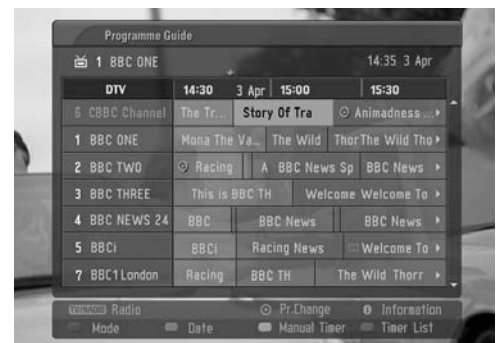 Programme Guide
1 BBC ONE 14:35 3 Apr
DTV 14:30 3 Apr 15:00 15:30
6 CBBC Channel The Tr... Story Of Tra Animadness ...
1 BBC ONE Mona The Va... The Wild ThorThe Wild Tho
2 BBC TWO Racing A BBC News Sp BBC News
3 BBC THREE This is BBC TH Welcome Welcome To
4 BBC NEWS 24 BBC BBC News BBC News
5 BBCi BBCi Racing News Welcome To
7 BBC1London Racing BBC TH The Wild Thorr
TV/RADIO Radio Pr.Change Information
Mode Date Manual Timer Timer List